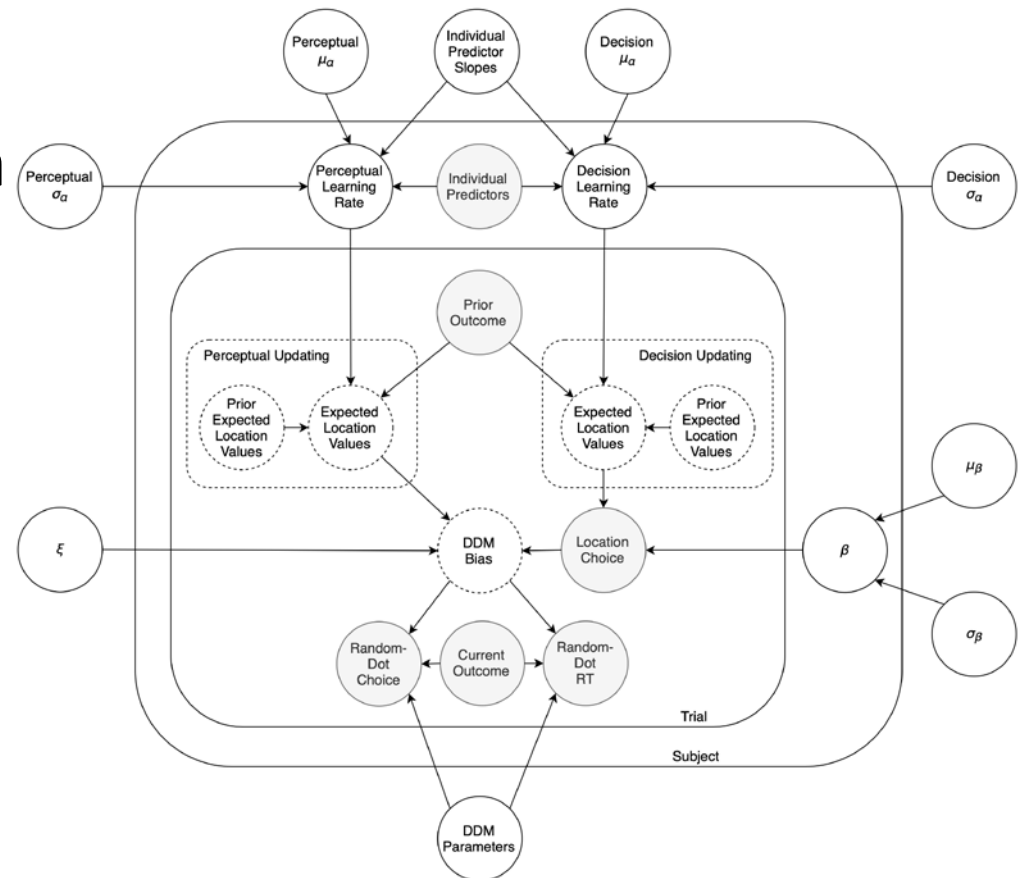 Perceptual
μα
Individual
Predictor
Slopes
Decision
μα
Perceptual
σα
Perceptual
Learning
Rate
Individual
Predictors
Decision
Learning
Rate
Decision
σα
Prior
Outcome
Perceptual Updating
Decision Updating
Prior
Expected
Location
Values
Expected
Location
Values
Expected
Location
Values
Prior
Expected
Location
Values
μβ
ξ
DDM
Bias
Location
Choice
β
σβ
Random-
Dot
Choice
Current
Outcome
Random-
Dot
RT
Trial
Subject
DDM
Parameters